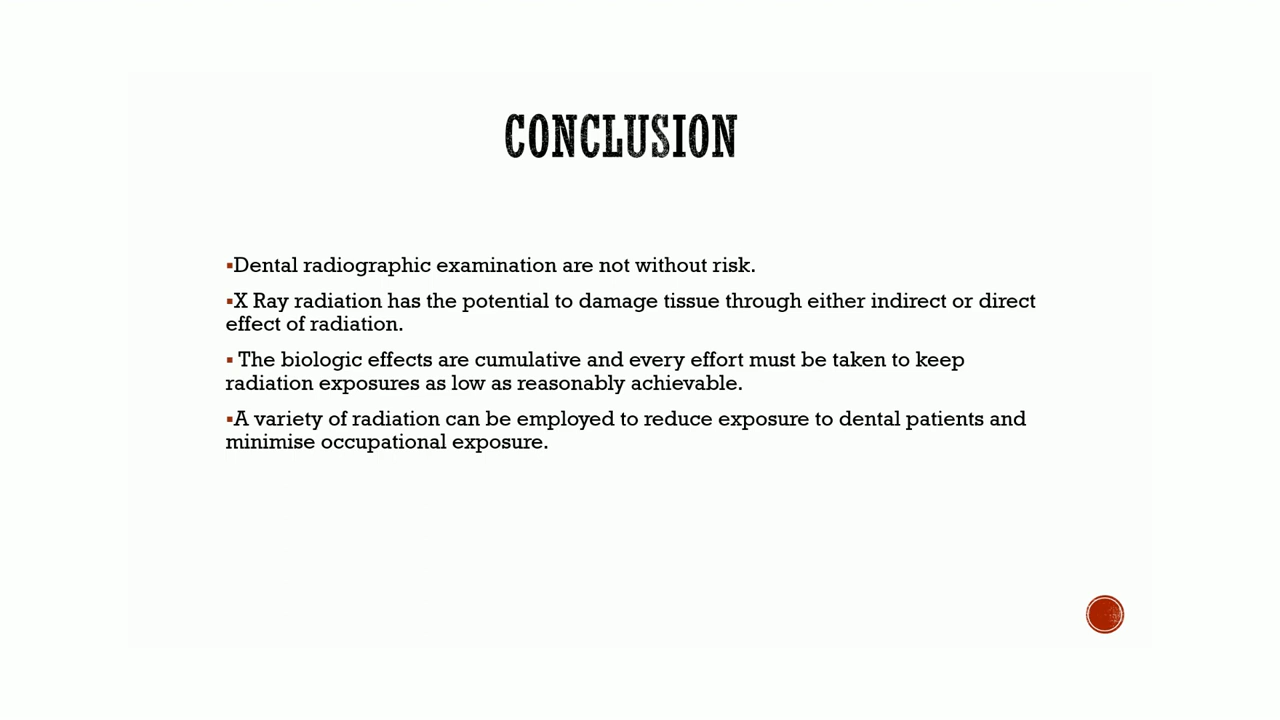 CONCLUSION
▪Dental radiographic examination are not without risk.
▪X Ray radiation has the potential to damage tissue through either indirect or direct
effect of radiation.
▪ The biologic effects are cumulative and every effort must be taken to keep
radiation exposures as low as reasonably achievable.
▪A variety of radiation can be employed to reduce exposure to dental patients and
minimise occupational exposure.